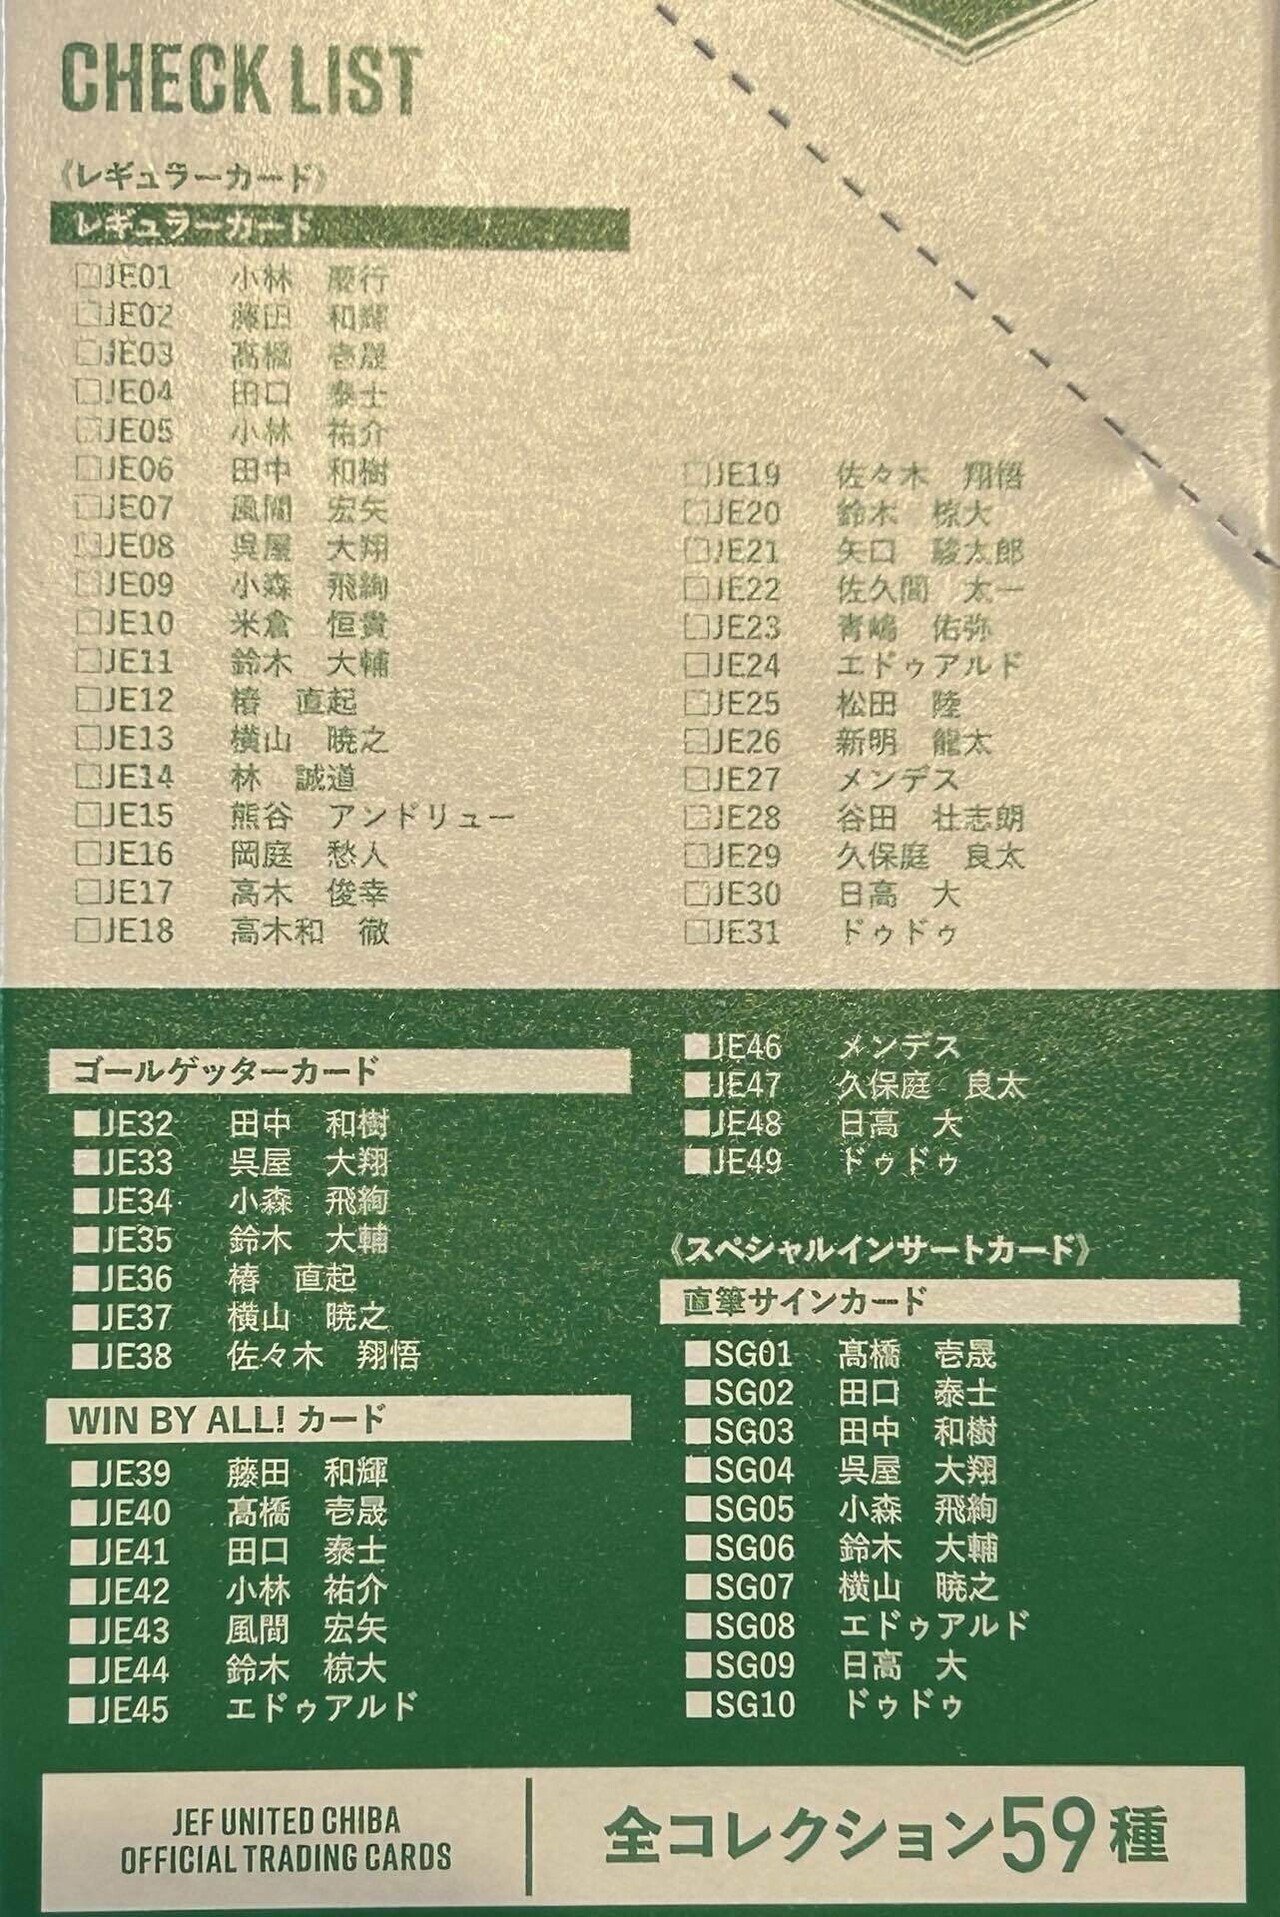 CHECK LIST
《レギュラーカード》
レギュラーカード
□JE01 小林 慶行
□JE02 藤田 和輝
□JE03 髙橋 壱晟
□JE04 田口 泰士
□JE05 小林 祐介
□JE06 田中 和樹
□JE07 風間 宏矢
□JE08 呉屋 大翔
□JE09 小森 飛絢
□JE10 米倉 恒貴
□JE11 鈴木 大輔
□JE12 椿 直起
□JE13 横山 暁之
□JE14 林 誠道
□JE15 熊谷 アンドリュー
□JE16 岡庭 愁人
□JE17 高木 俊幸
□JE18 高木和 徹
□JE19 佐々木 翔悟
□JE20 鈴木 椋大
□JE21 矢口 駿太郎
□JE22 佐久間 太一
□JE23 青嶋 佑弥
□JE24 エドゥアルド
□JE25 松田 陸
□JE26 新明 龍太
□JE27 メンデス
□JE28 谷田 壮志朗
□JE29 久保庭 良太
□JE30 日高 大
□JE31 ドゥドゥ
ゴールゲッターカード
■JE32 田中 和樹
■JE33 呉屋 大翔
■JE34 小森 飛絢
■JE35 鈴木 大輔
■JE36 椿 直起
■JE37 横山 暁之
■JE38 佐々木 翔悟
WIN BY ALL! カード
■JE39 藤田 和輝
■JE40 髙橋 壱晟
■JE41 田口 泰士
■JE42 小林 祐介
■JE43 風間 宏矢
■JE44 鈴木 椋大
■JE45 エドゥアルド
■JE46 メンデス
■JE47 久保庭 良太
■JE48 日高 大
■JE49 ドゥドゥ
《スペシャルインサートカード》
直筆サインカード
■SG01 髙橋 壱晟
■SG02 田口 泰士
■SG03 田中 和樹
■SG04 呉屋 大翔
■SG05 小森 飛絢
■SG06 鈴木 大輔
■SG07 横山 暁之
■SG08 エドゥアルド
■SG09 日高 大
■SG10 ドゥドゥ
JEF UNITED CHIBA
OFFICIAL TRADING CARDS
全コレクション59種